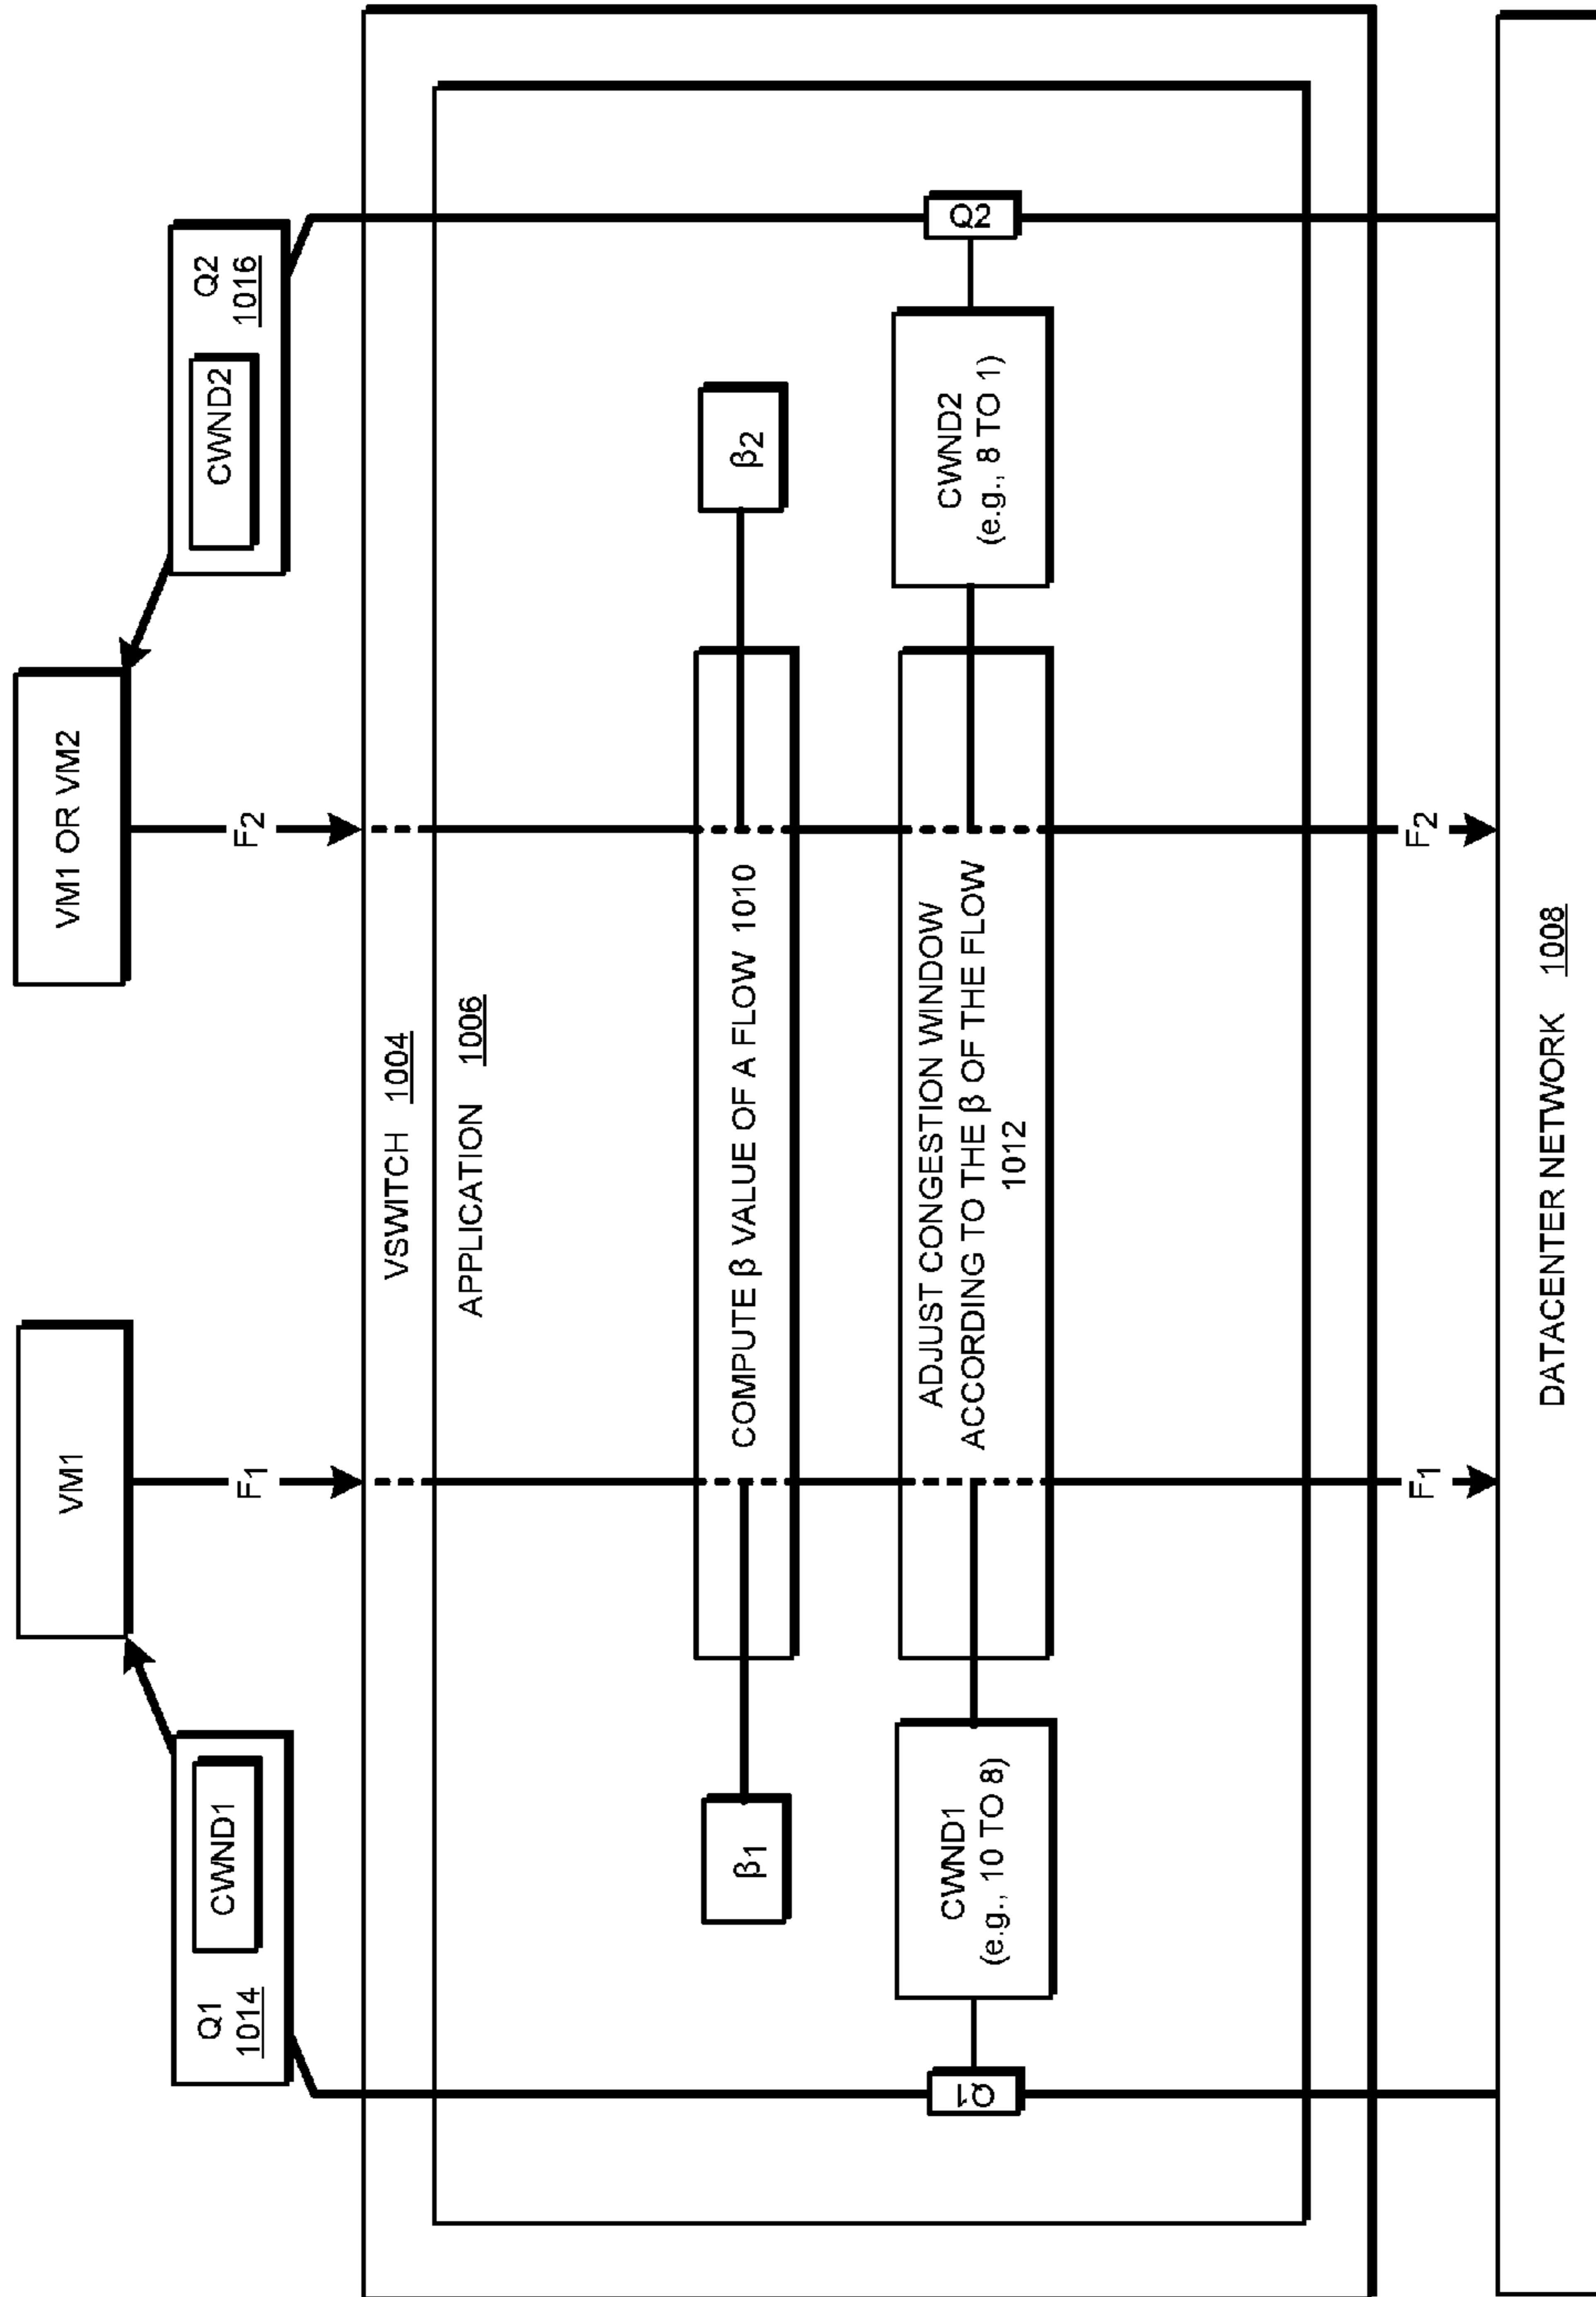 VM1
VM1 OR VM2
Q1
1014
CWND1
CWND2
Q2
1016
F1
F2
VSWITCH 1004
APPLICATION 1006
β1
COMPUTE β VALUE OF A FLOW 1010
β2
Q1
CWND1
(e.g., 10 TO 8)
ADJUST CONGESTION WINDOW
ACCORDING TO THE β OF THE FLOW
1012
CWND2
(e.g., 8 TO 1)
Q2
F1
F2
DATACENTER NETWORK 1008